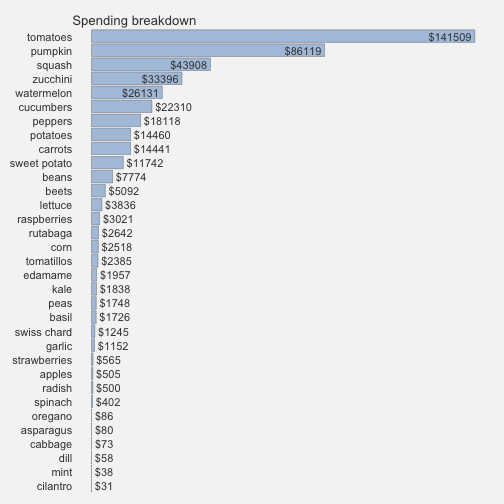 Spending breakdown
tomatoes $141509
pumpkin $86119
squash $43908
zucchini $33396
watermelon $26131
cucumbers $22310
peppers $18118
potatoes $14460
carrots $14441
sweet potato $11742
beans $7774
beets $5092
lettuce $3836
raspberries $3021
rutabaga $2642
corn $2518
tomatillos $2385
edamame $1957
kale $1838
peas $1748
basil $1726
swiss chard $1245
garlic $1152
strawberries $565
apples $505
radish $500
spinach $402
oregano $86
asparagus $80
cabbage $73
dill $58
mint $38
cilantro $31